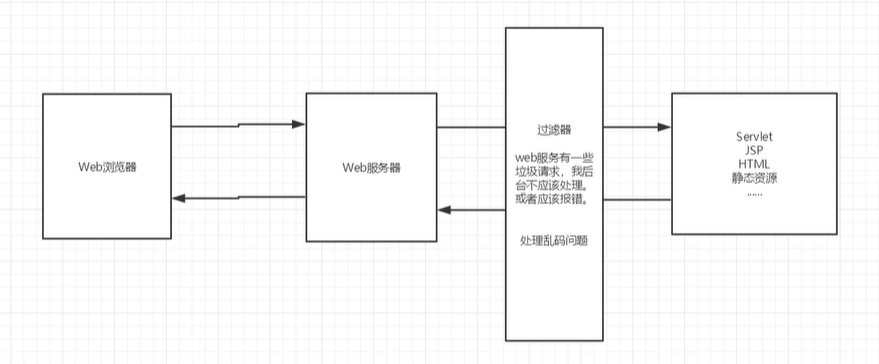 Web浏览器
Web服务器
过滤器
web服务有一些
垃圾请求，我后
台不应该处理。
或者应该报错。
处理乱码问题
Servlet
JSP
HTML
静态资源
......